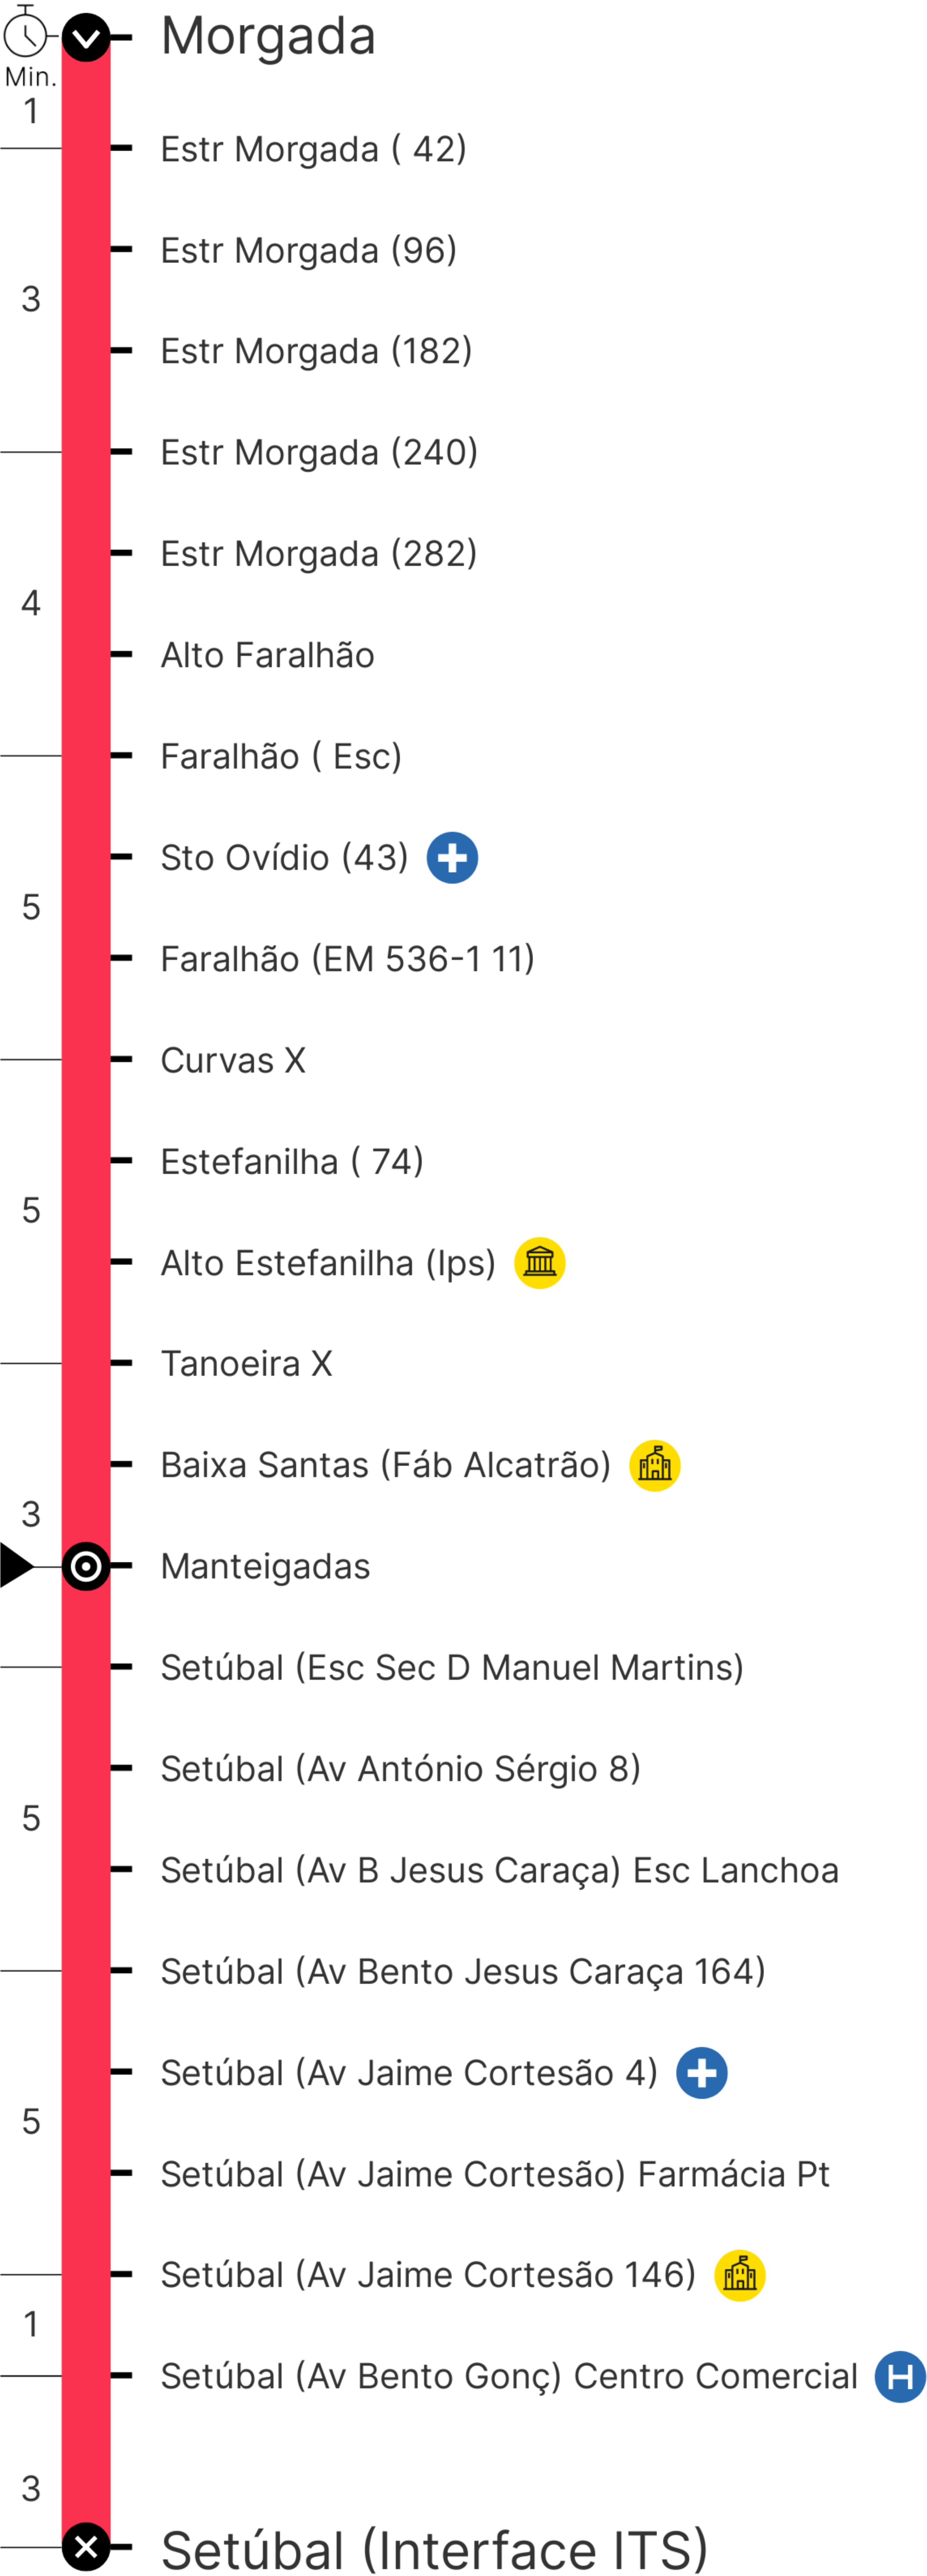 Morgada
Min.
1
Estr Morgada ( 42)
Estr Morgada (96)
3
Estr Morgada (182)
Estr Morgada (240)
Estr Morgada (282)
4
Alto Faralhão
Faralhão ( Esc)
Sto Ovídio (43)
5
Faralhão (EM 536-1 11)
Curvas X
Estefanilha ( 74)
5
Alto Estefanilha (Ips)
Tanoeira X
Baixa Santas (Fáb Alcatrão)
3
Manteigadas
Setúbal (Esc Sec D Manuel Martins)
Setúbal (Av António Sérgio 8)
5
Setúbal (Av B Jesus Caraça) Esc Lanchoa
Setúbal (Av Bento Jesus Caraça 164)
Setúbal (Av Jaime Cortesão 4)
5
Setúbal (Av Jaime Cortesão) Farmácia Pt
Setúbal (Av Jaime Cortesão 146)
1
Setúbal (Av Bento Gonç) Centro Comercial H
3
Setúbal (Interface ITS)